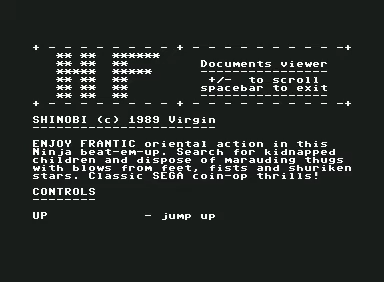 + - - - - - - - - + - - - - - - - - - -+
** ** ******
** ** **
***** *****
** ** **
** ** **
Documents viewer
----------------
+/- to scroll
spacebar to exit
----------------
+ - - - - - - - - + - - - - - - - - - -+
SHINOBI (c) 1989 Virgin
-----------------------
ENJOY FRANTIC oriental action in this
Ninja beat-em-up. Search for kidnapped
children and dispose of marauding thugs
with blows from feet, fists and shuriken
stars. Classic SEGA coin-op thrills!
CONTROLS
--------
UP - jump up